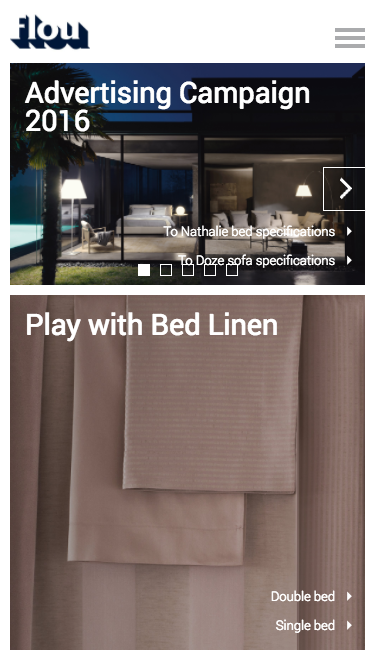 flou
Advertising Campaign
2016
To Nathalie bed specifications
To Doze sofa specifications
Play with Bed Linen
Double bed
Single bed